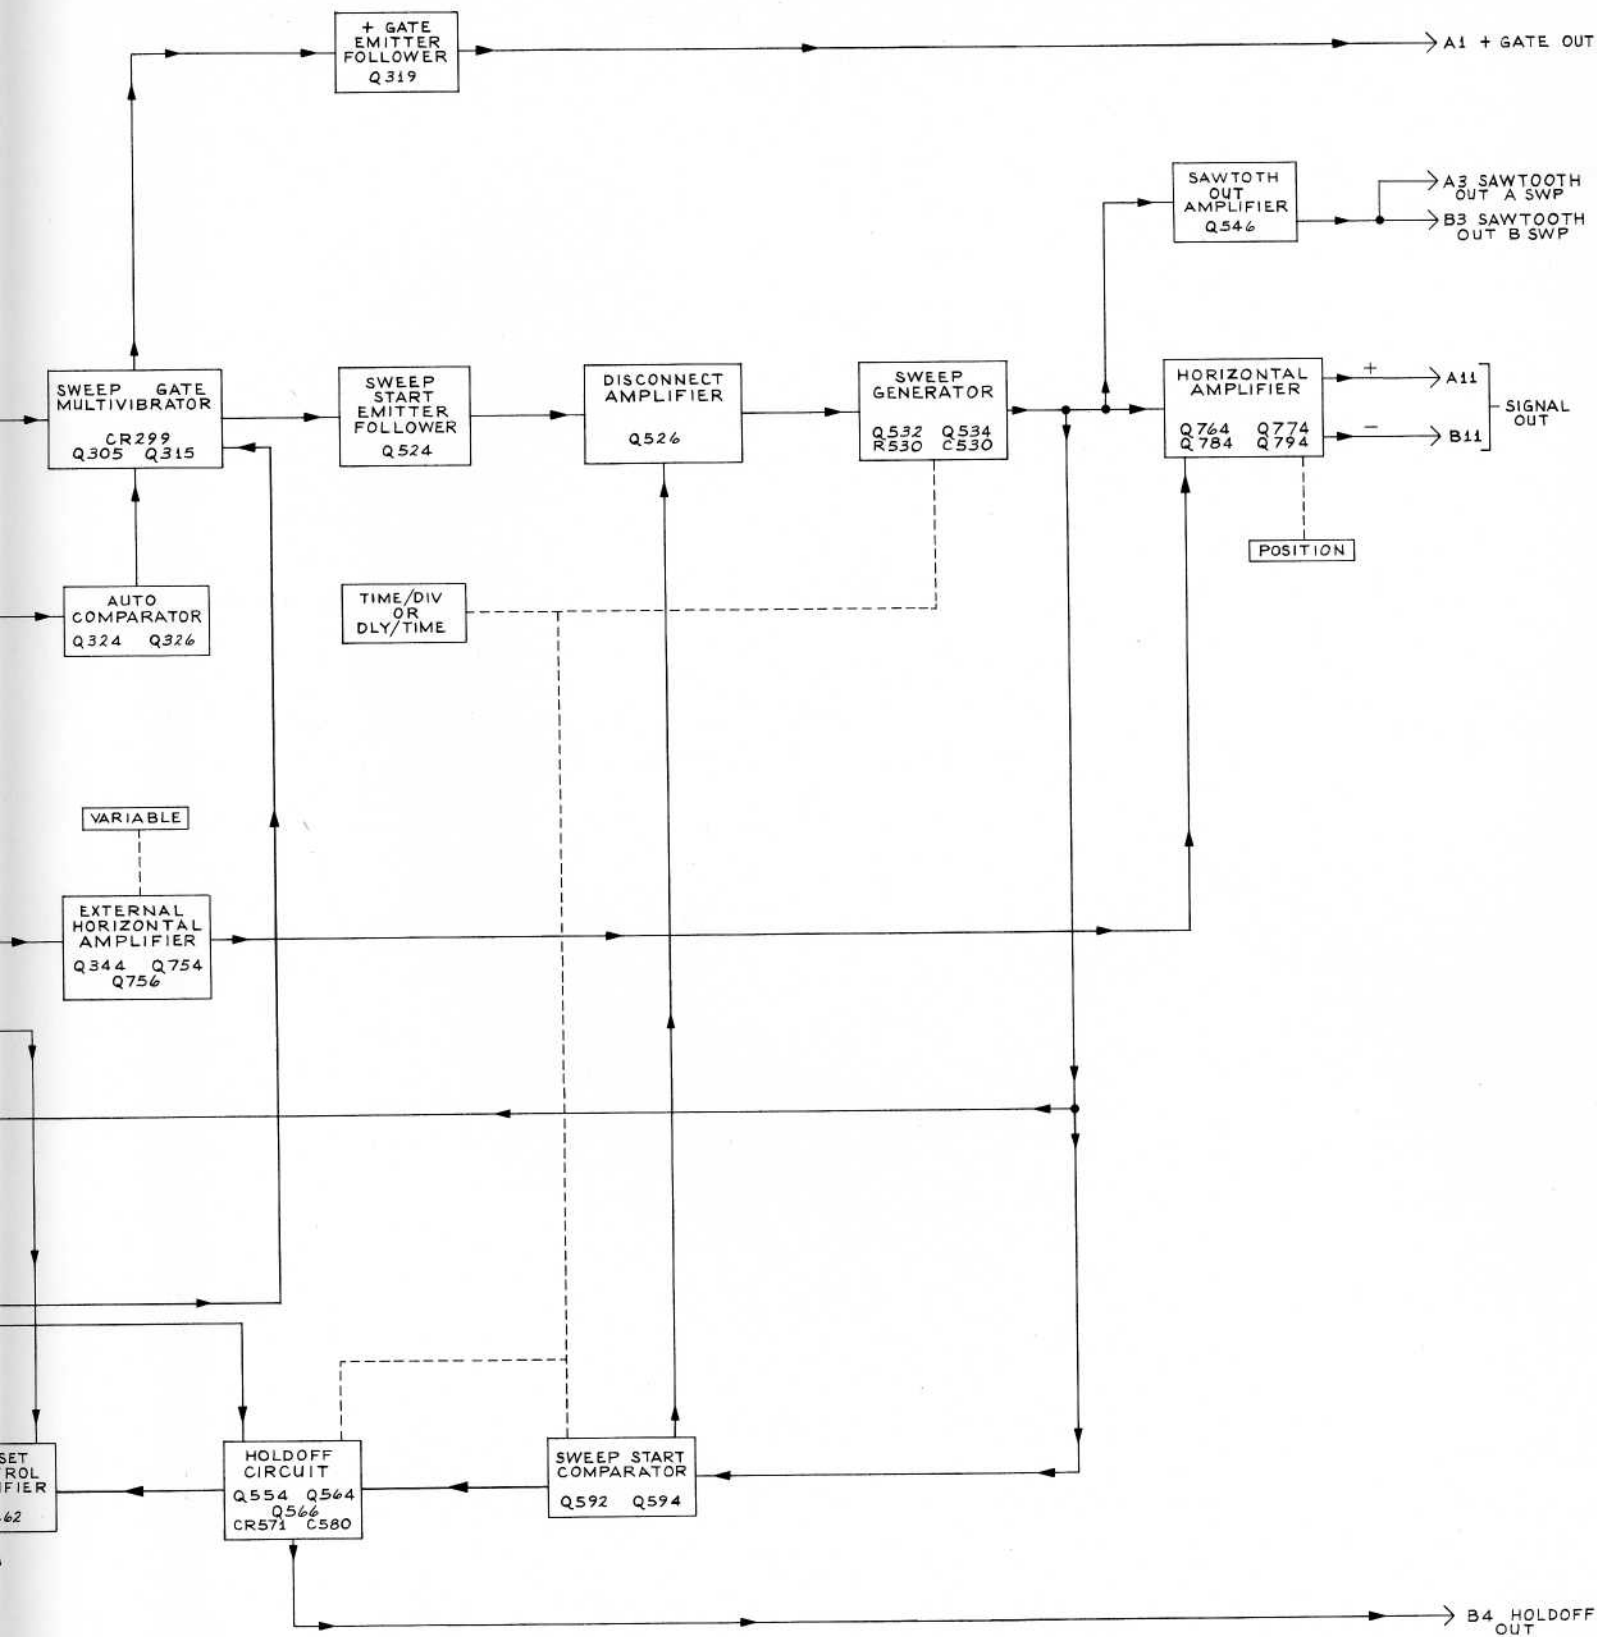 + GATE
EMITTER
FOLLOWER
Q319
A1 + GATE OUT
SAWTOTH
OUT
AMPLIFIER
Q546
A3 SAWTOOTH
OUT A SWP
B3 SAWTOOTH
OUT B SWP
SWEEP GATE
MULTIVIBRATOR
CR299
Q305 Q315
SWEEP
START
EMITTER
FOLLOWER
Q524
DISCONNECT
AMPLIFIER
Q526
SWEEP
GENERATOR
Q532 Q534
R530 C530
HORIZONTAL
AMPLIFIER
Q764 Q774
Q784 Q794
+
A11
−
B11
SIGNAL
OUT
POSITION
AUTO
COMPARATOR
Q324 Q326
TIME/DIV
OR
DLY/TIME
VARIABLE
EXTERNAL
HORIZONTAL
AMPLIFIER
Q344 Q754
Q756
SET
ROL
IFIER
62
HOLDOFF
CIRCUIT
Q554 Q564
Q566
CR571 C580
SWEEP START
COMPARATOR
Q592 Q594
B4 HOLDOFF
OUT